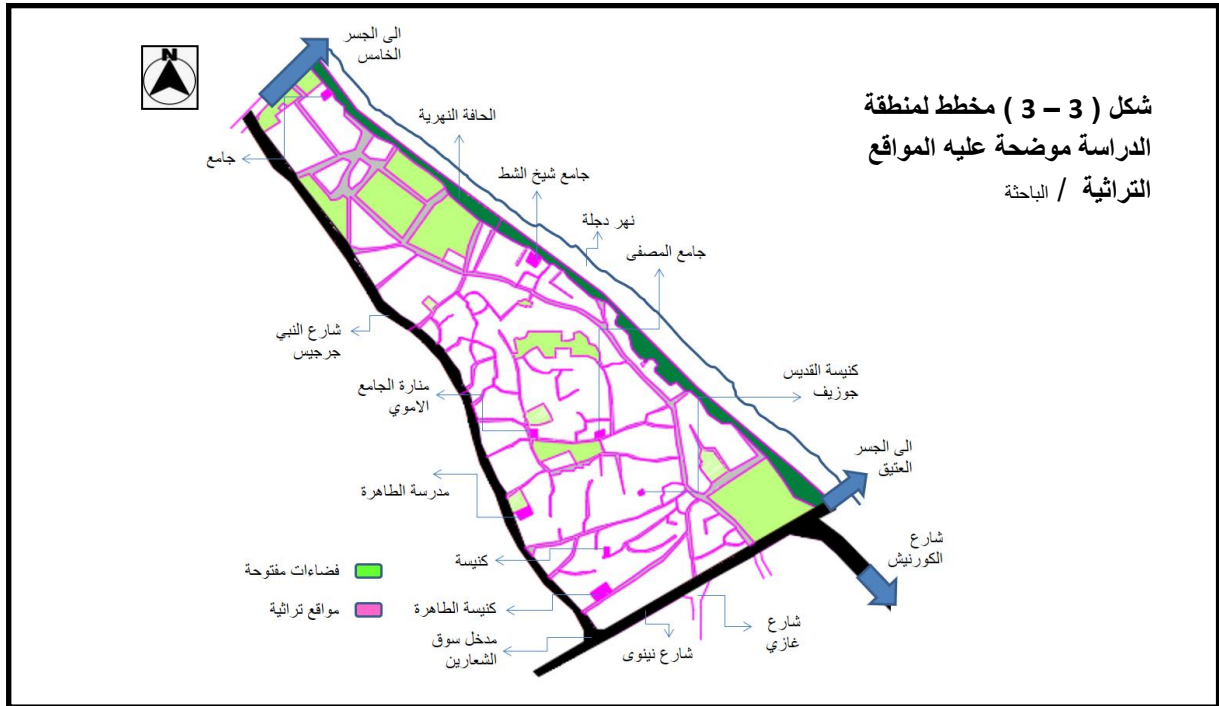 شكل ( 3 – 3 ) مخطط لمنطقة
الدراسة موضحة عليه المواقع
التراثية / الباحثة
N
الى الجسر
الخامس
الحافة النهرية
جامع
جامع شيخ الشط
نهر دجلة
جامع المصفى
شارع النبي
جرجيس
كنيسة القديس
جوزيف
منارة الجامع
الاموي
الى الجسر
العتيق
مدرسة الطاهرة
شارع
الكورنيش
كنيسة
فضاءات مفتوحة
كنيسة الطاهرة
مواقع تراثية
شارع
غازي
مدخل سوق
الشعارين
شارع نينوى